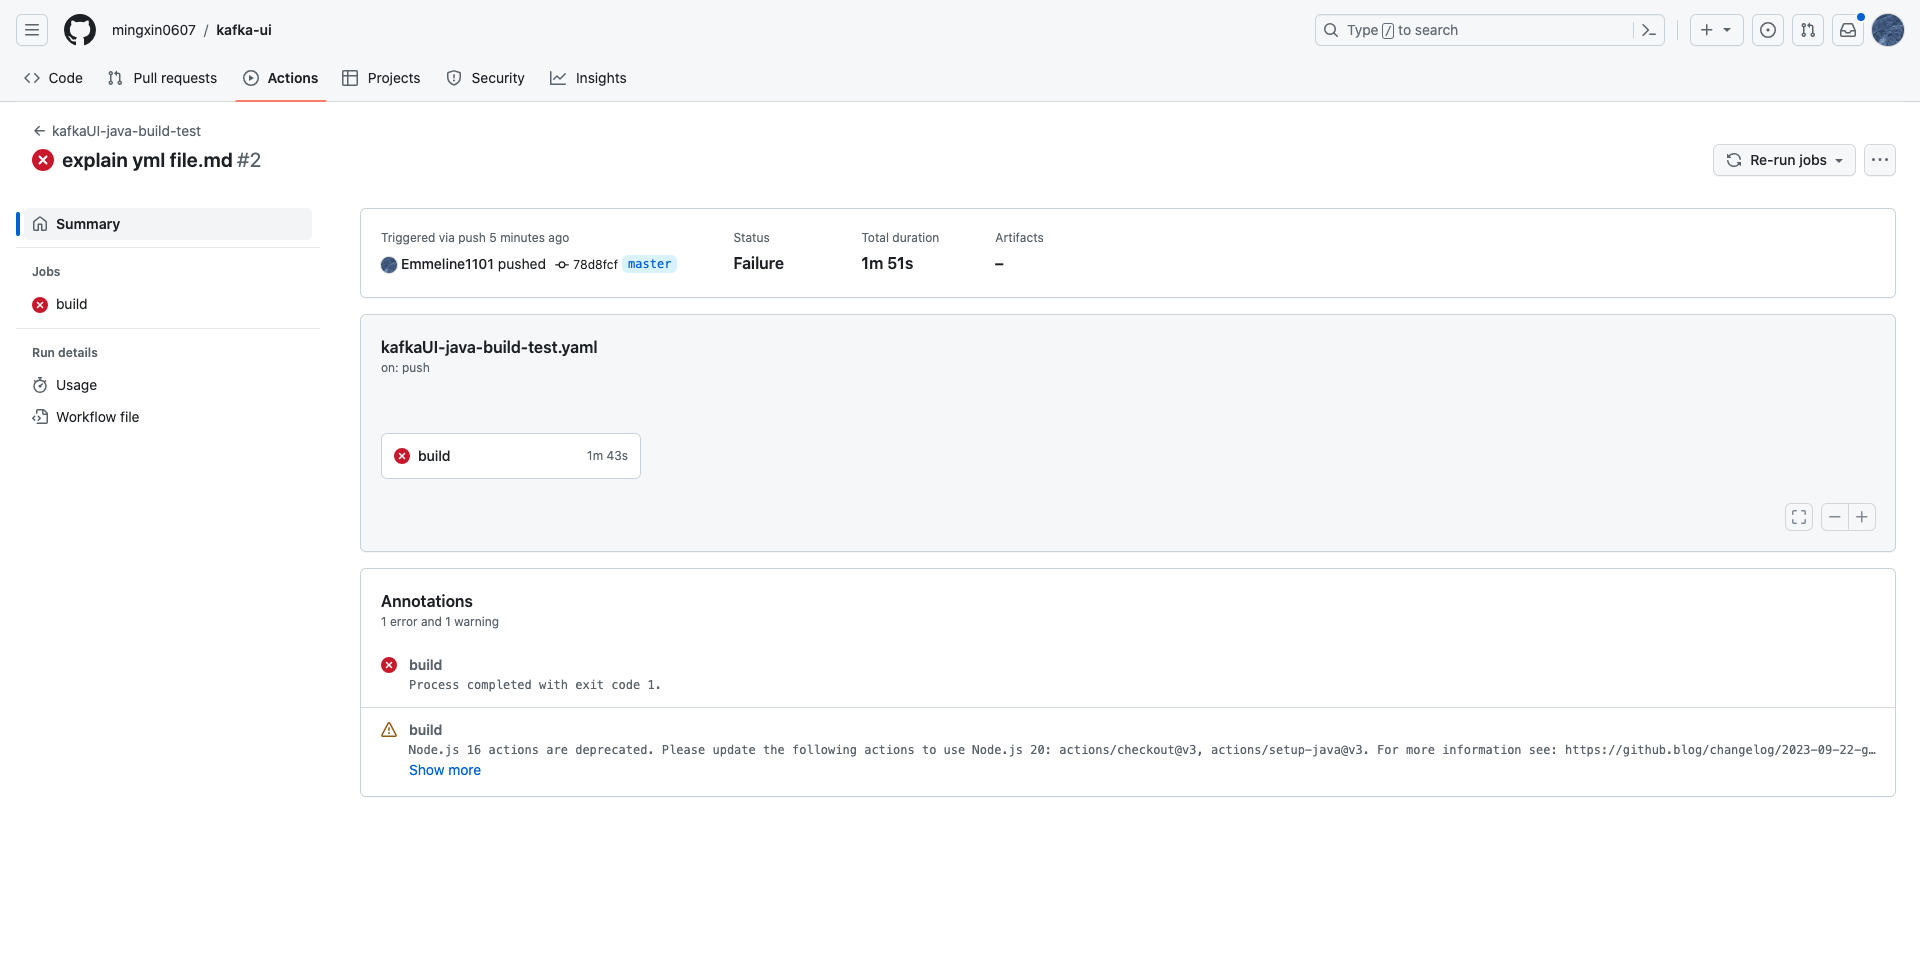 mingxin0607 / kafka-ui
Type / to search
Code
Pull requests
Actions
Projects
Security
Insights
kafkaUI-java-build-test
explain yml file.md #2
Re-run jobs
Summary
Jobs
build
Run details
Usage
Workflow file
Triggered via push 5 minutes ago
Emmeline1101 pushed 78d8fcf master
Status
Failure
Total duration
1m 51s
Artifacts
–
kafkaUI-java-build-test.yaml
on: push
build 1m 43s
Annotations
1 error and 1 warning
build
Process completed with exit code 1.
build
Node.js 16 actions are deprecated. Please update the following actions to use Node.js 20: actions/checkout@v3, actions/setup-java@v3. For more information see: https://github.blog/changelog/2023-09-22-g…
Show more